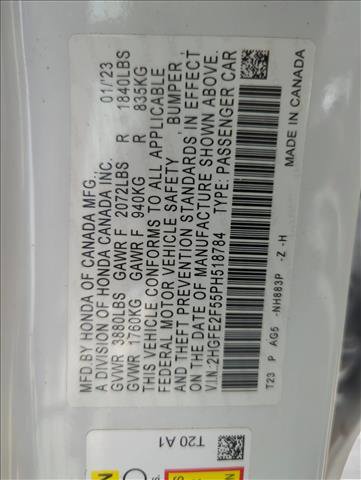 MFD.BY HONDA OF CANADA MFG., 01/'23
A DIVISION OF HONDA CANADA INC.
GVWR 3880LBS GAWR F 2072LBS R 1840LBS
GVWR 1760KG GAWR F 940KG R 835KG
THIS VEHICLE CONFORMS TO ALL APPLICABLE
FEDERAL MOTOR VEHICLE SAFETY , BUMPER ,
AND THEFT PREVENTION STANDARDS IN EFFECT
ON THE DATE OF MANUFACTURE SHOWN ABOVE.
V.I.N:2HGFE2F55PH518784 TYPE: PASSENGER CAR
T23 P AG5 -NH883P -Z -H
MADE IN CANADA
T20 A1